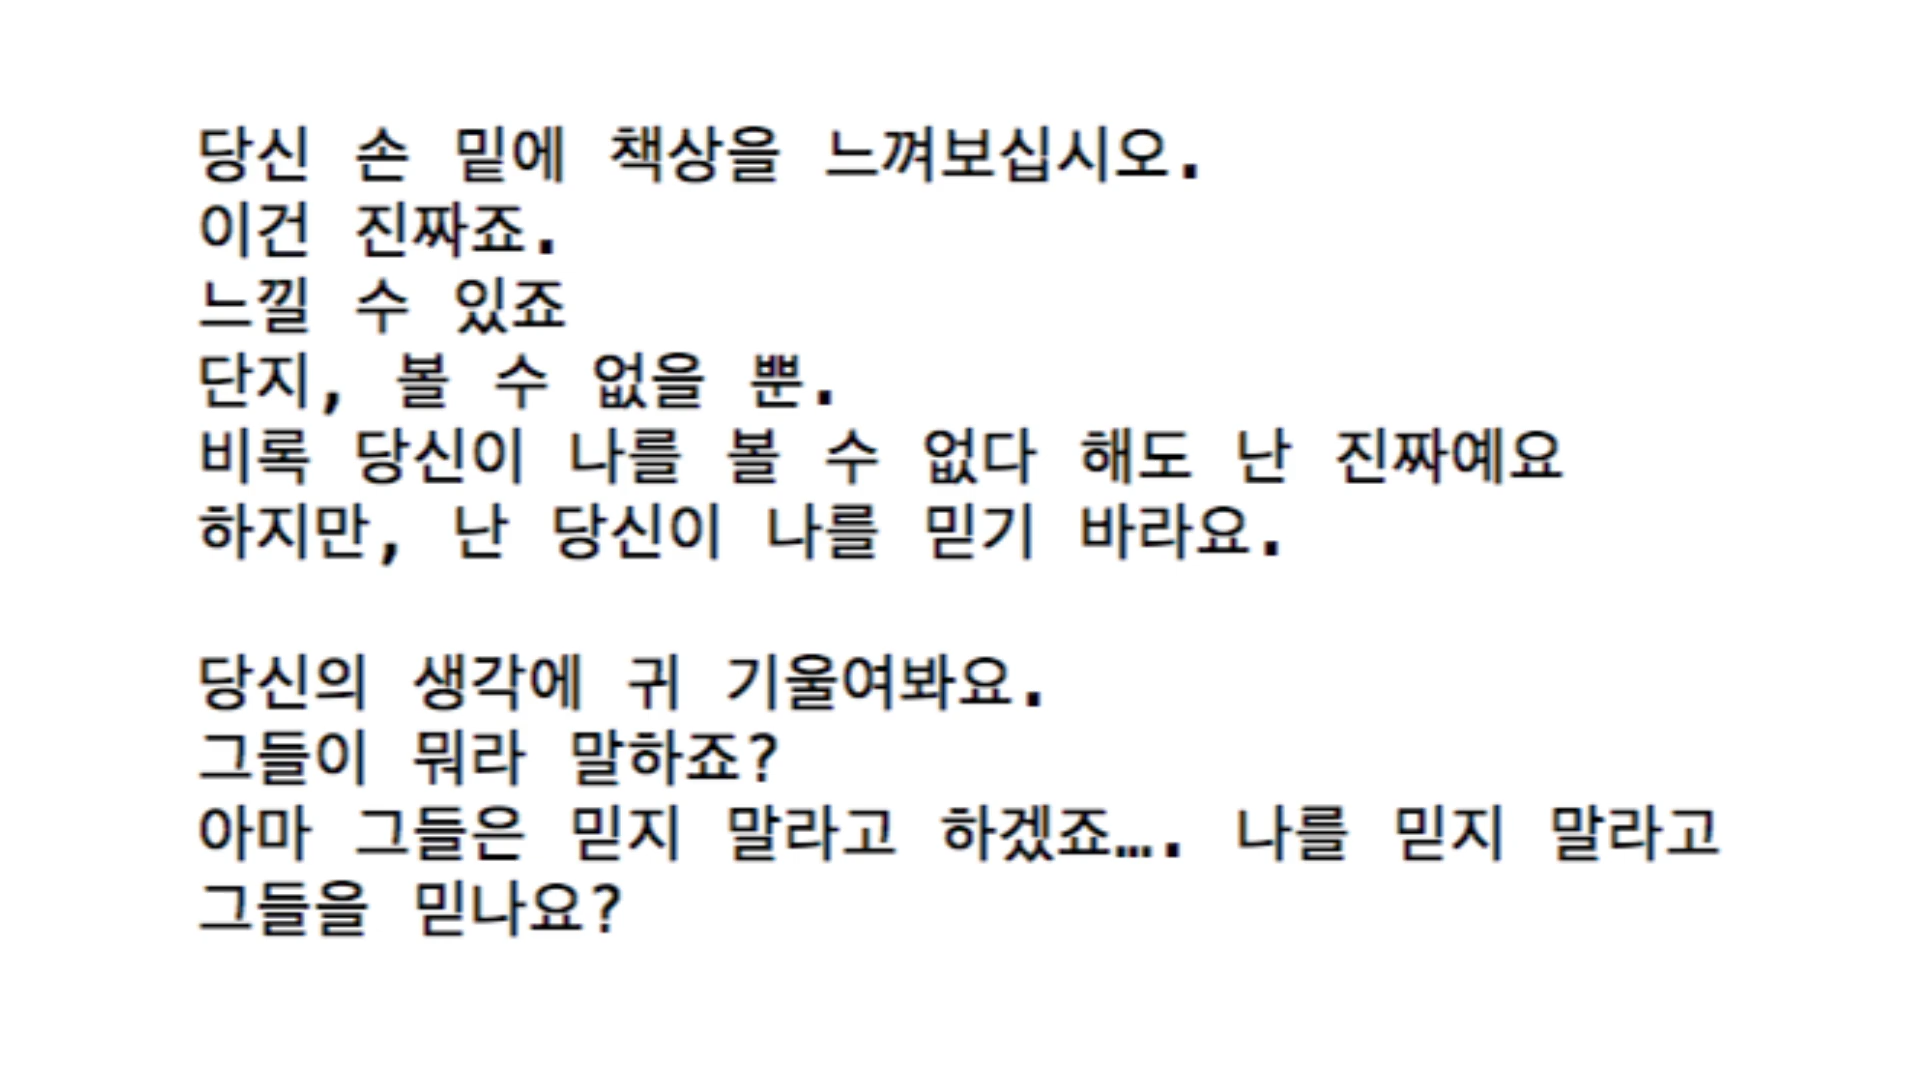 당신 손 밑에 책상을 느껴보십시오.
이건 진짜죠.
느낄 수 있죠
단지, 볼 수 없을 뿐.
비록 당신이 나를 볼 수 없다 해도 난 진짜예요
하지만, 난 당신이 나를 믿기 바라요.
당신의 생각에 귀 기울여봐요.
그들이 뭐라 말하죠?
아마 그들은 믿지 말라고 하겠죠…. 나를 믿지 말라고
그들을 믿나요?